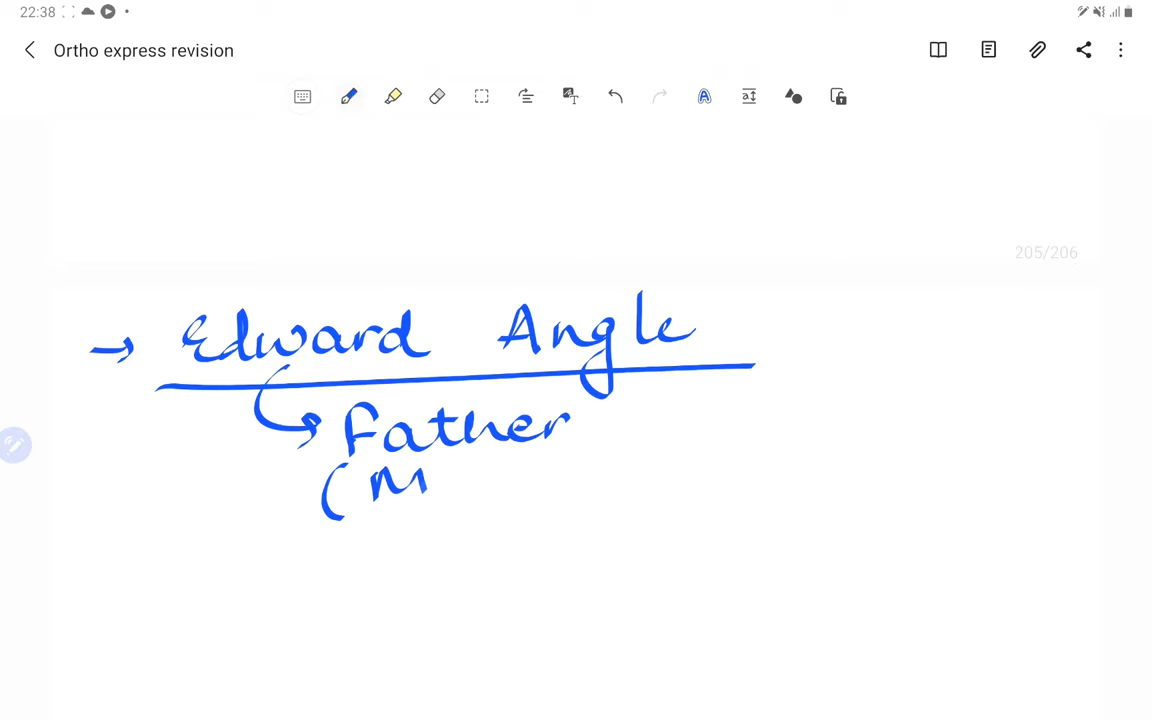 22:38
Ortho express revision
205/206
→ Edward Angle
Father
(M